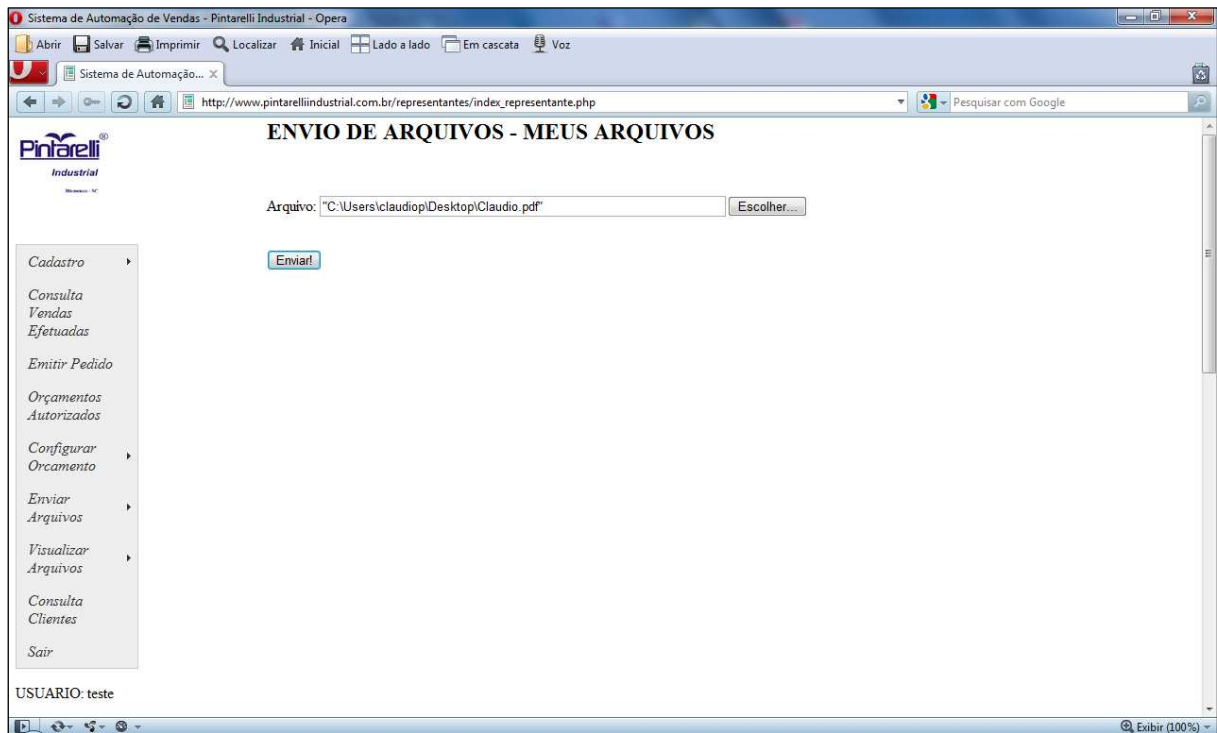 Sistema de Automação de Vendas - Pintarelli Industrial - Opera
Abrir Salvar Imprimir Localizar Inicial Lado a lado Em cascata Voz
Sistema de Automação...
http://www.pintarelliindustrial.com.br/representantes/index_representante.php Pesquisar com Google
Pintarelli®
Industrial
ENVIO DE ARQUIVOS - MEUS ARQUIVOS
Arquivo: "C:\Users\claudiop\Desktop\Claudio.pdf" Escolher...
Enviar!
Cadastro
Consulta
Vendas
Efetuadas
Emitir Pedido
Orçamentos
Autorizados
Configurar
Orcamento
Enviar
Arquivos
Visualizar
Arquivos
Consulta
Clientes
Sair
USUARIO: teste
Exibir (100%)